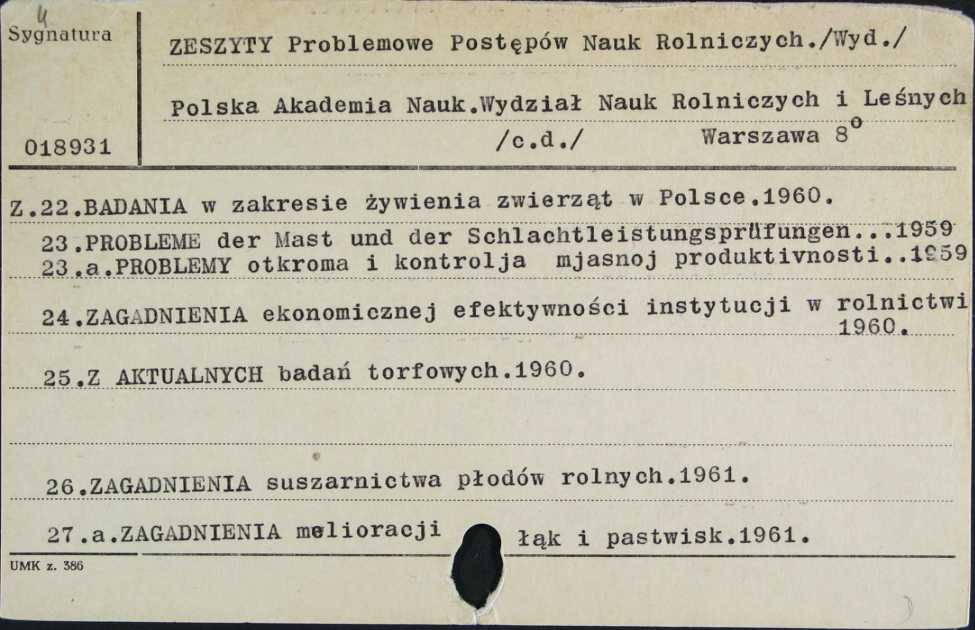 Sygnatura
ZESZYTY Problemowe Postępów Nauk Rolniczych./Wyd./
Polska Akademia Nauk.Wydział Nauk Rolniczych i Leśnych
018931 /c.d./ Warszawa 8°
Z.22.BADANIA w zakresie żywienia zwierząt w Polsce.1960.
23.PROBLEME der Mast und der Schlachtleistungsprüfungen...1959
23.a.PROBLEMY otkroma i kontrolja mjasnoj produktivnosti..1959
24.ZAGADNIENIA ekonomicznej efektywności instytucji w rolnictwi
1960.
25.Z AKTUALNYCH badań torfowych.1960.
26.ZAGADNIENIA suszarnictwa płodów rolnych.1961.
27.a.ZAGADNIENIA melioracji łąk i pastwisk.1961.
UMK z. 386